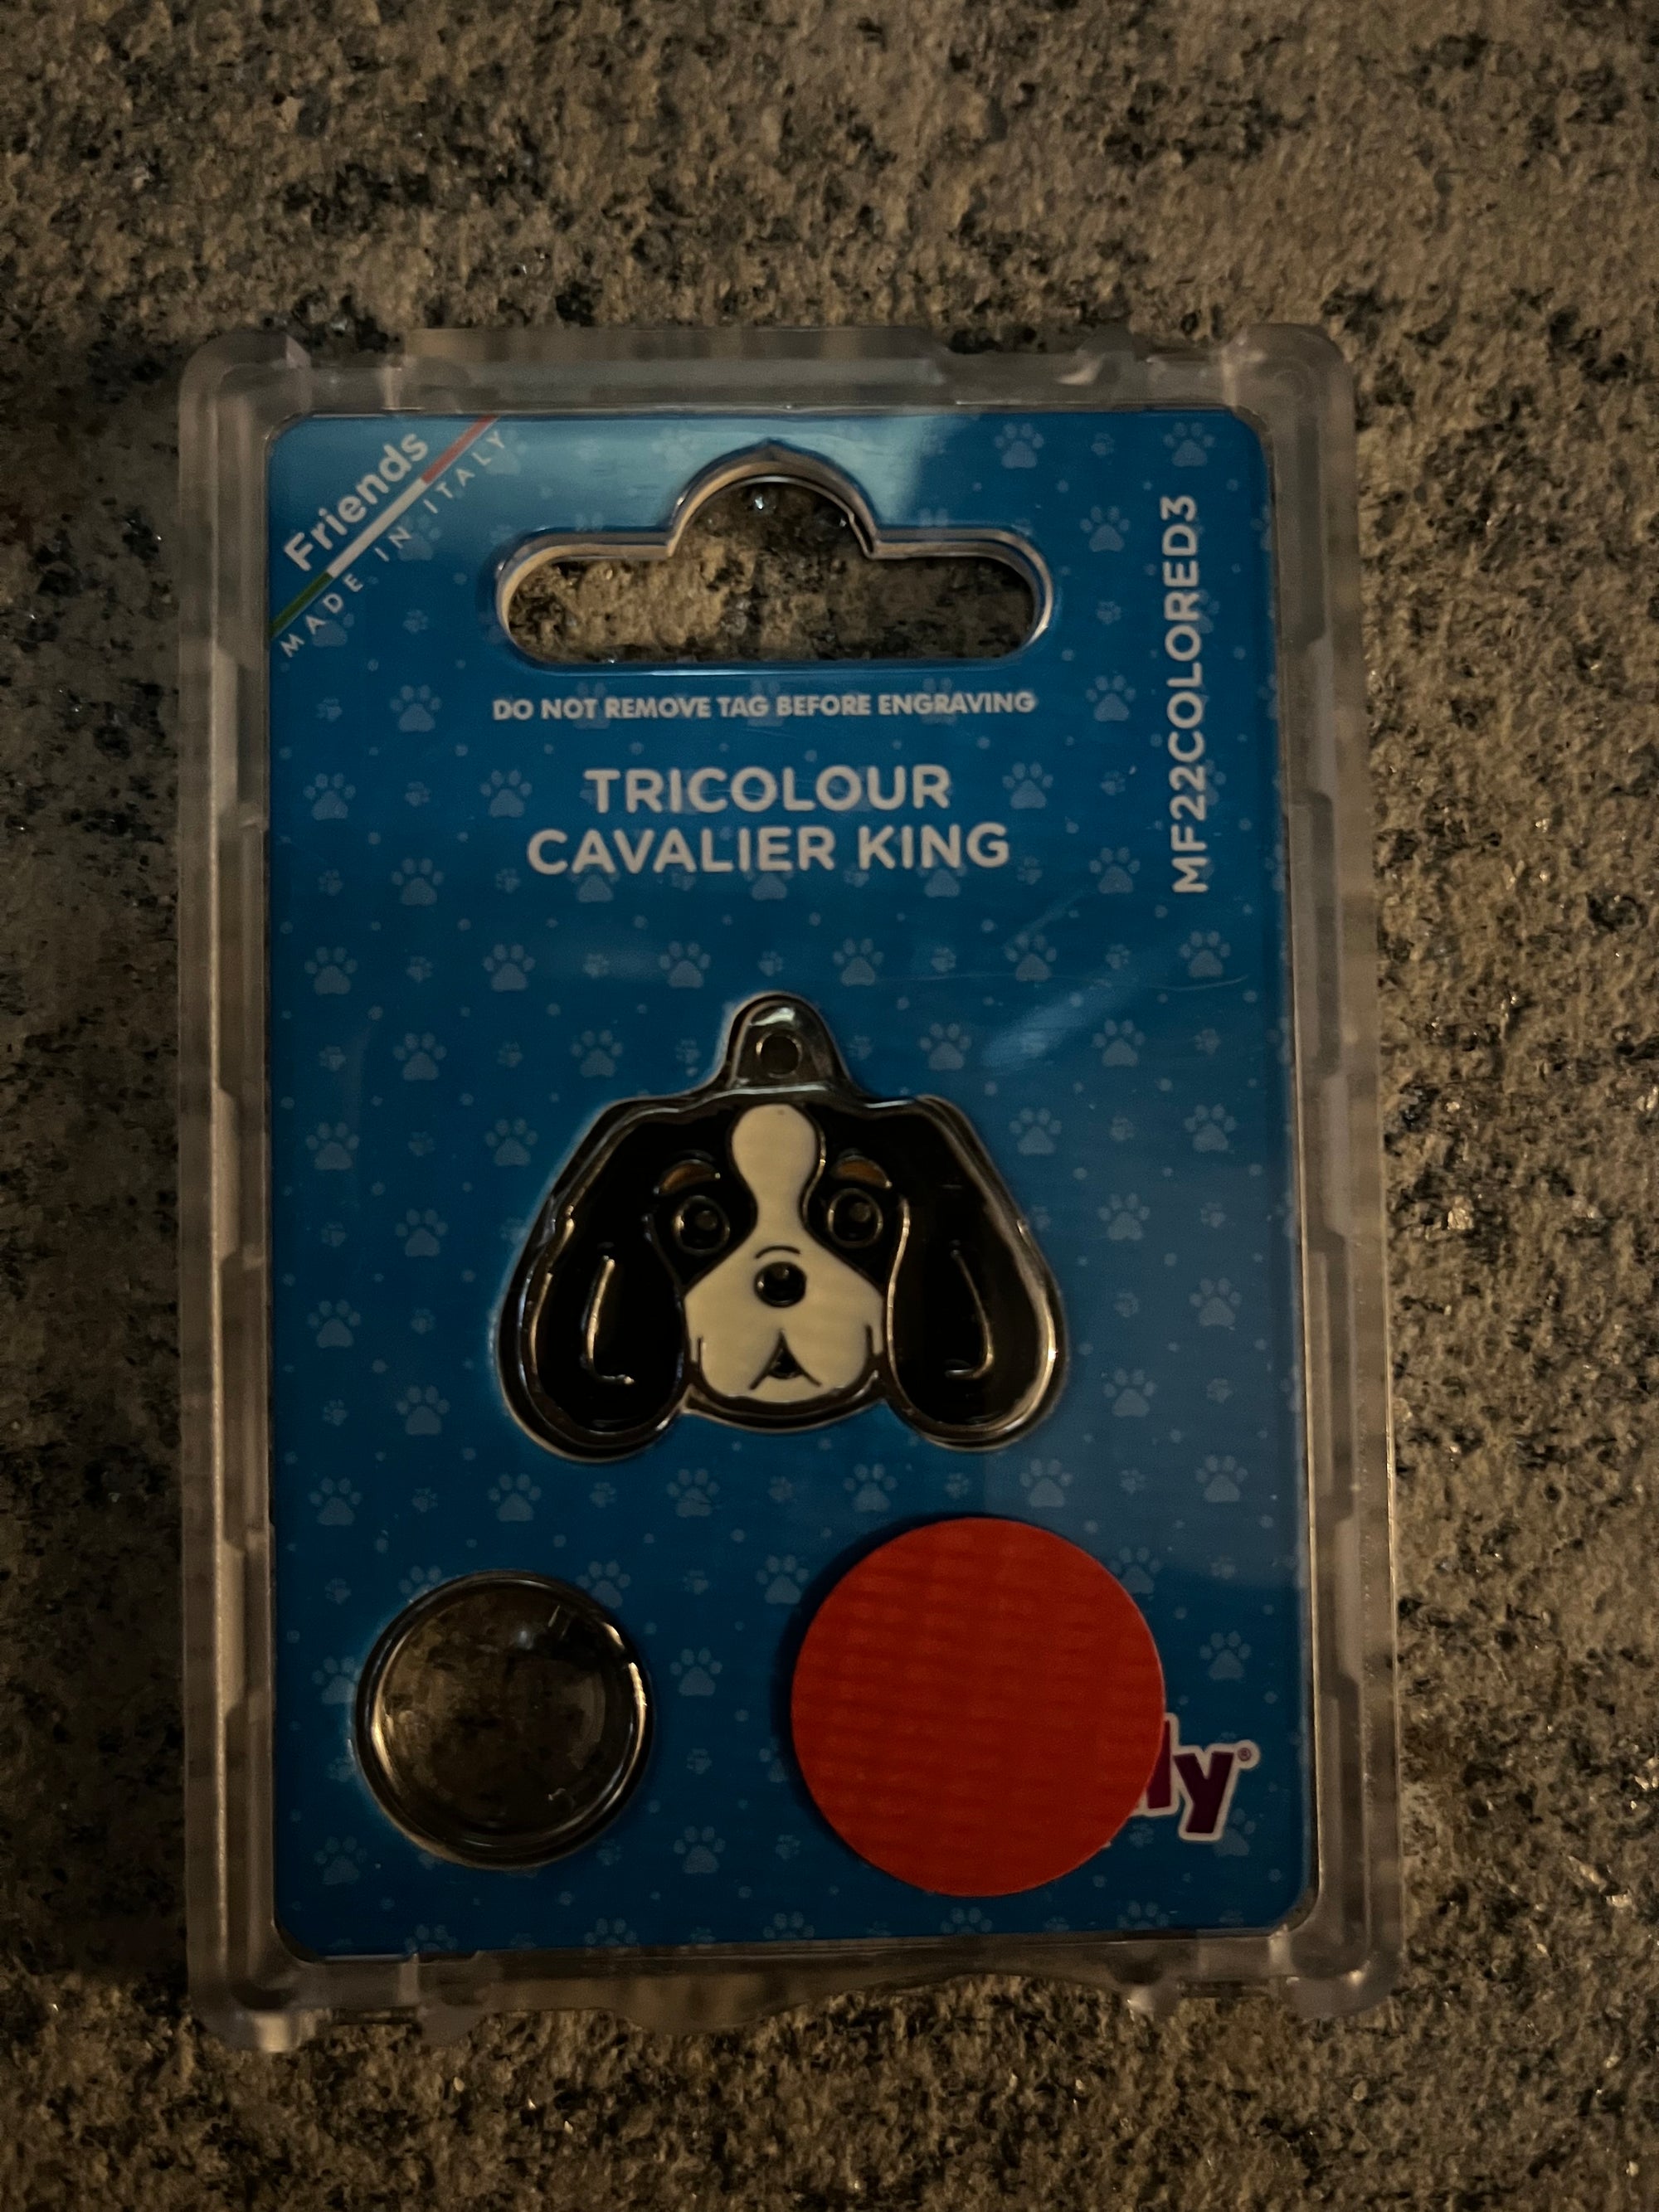 Friends
MADE IN ITALY
DO NOT REMOVE TAG BEFORE ENGRAVING
TRICOLOUR
CAVALIER KING
MF22COLORED3